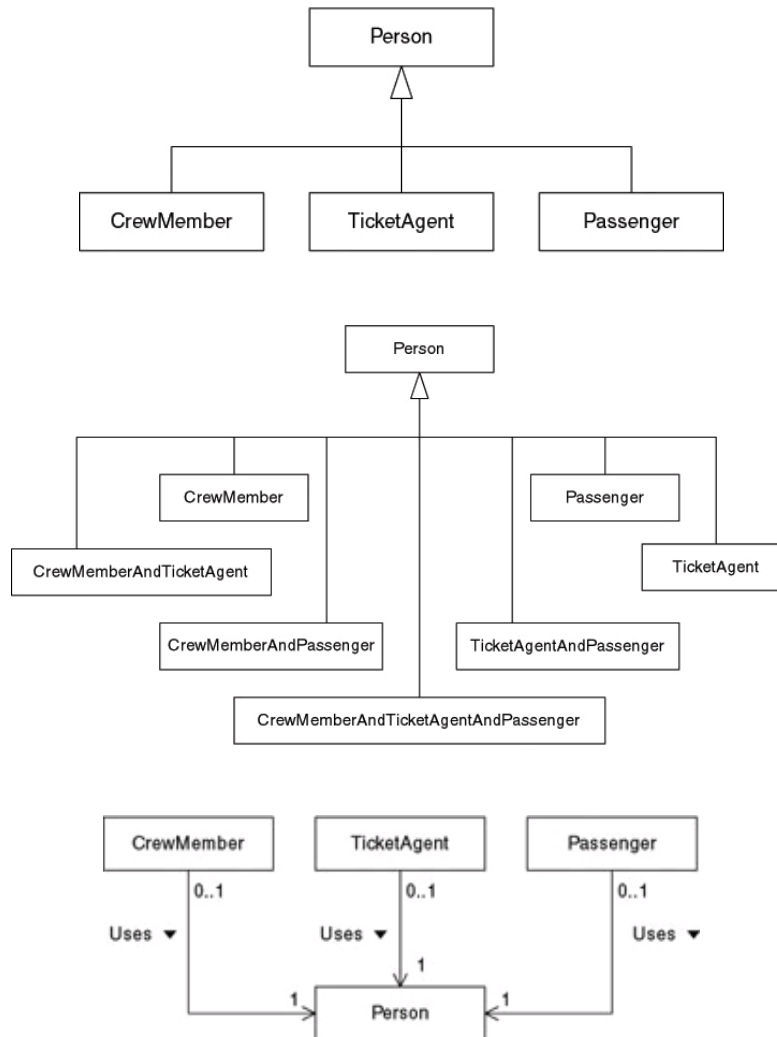 Person
CrewMember
TicketAgent
Passenger
Person
CrewMember
Passenger
CrewMemberAndTicketAgent
TicketAgent
CrewMemberAndPassenger
TicketAgentAndPassenger
CrewMemberAndTicketAgentAndPassenger
CrewMember
TicketAgent
Passenger
0..1
0..1
0..1
Uses
Uses
Uses
1
1
1
Person